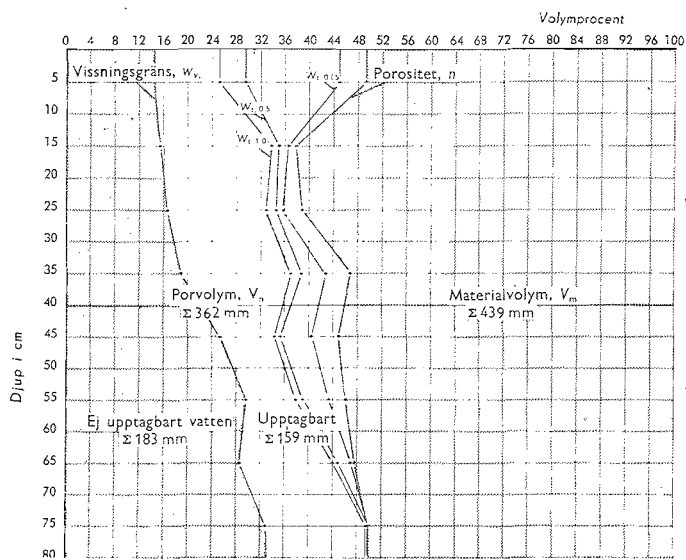 Volymprocent
0 4 8 12 16 20 24 28 32 36 40 44 48 52 56 60 64 68 72 76 80 84 88 92 96 100
Vissningsgräns, wv,
Porositet, n
5
10
15
20
25
30
35
40
45
50
55
60
65
70
75
80
Djup i cm
Porvolym, Vn
Σ 362 mm
Materialvolym, Vm
Σ 439 mm
Ej upptagbart vatten
Σ 183 mm
Upptagbart
Σ 159 mm